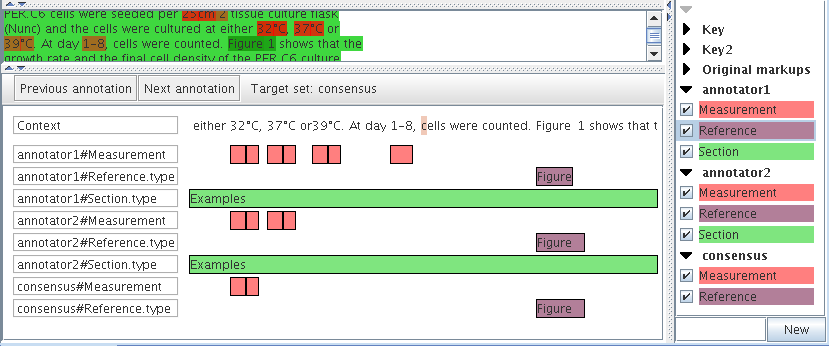 PER.C6 cells were seeded per 25cm 2 tissue culture flask
(Nunc) and the cells were cultured at either 32°C, 37°C or
39°C. At day 1-8, cells were counted. Figure 1 shows that the
growth rate and the final cell density of the PER.C6 culture
Previous annotation
Next annotation
Target set: consensus
Context
either 32°C, 37°C or39°C. At day 1-8, cells were counted. Figure 1 shows that t
annotator1#Measurement
annotator1#Reference.type
Figure
annotator1#Section.type
Examples
annotator2#Measurement
annotator2#Reference.type
Figure
annotator2#Section.type
Examples
consensus#Measurement
consensus#Reference.type
Figure
Key
Key2
Original markups
annotator1
Measurement
Reference
Section
annotator2
Measurement
Reference
Section
consensus
Measurement
Reference
New